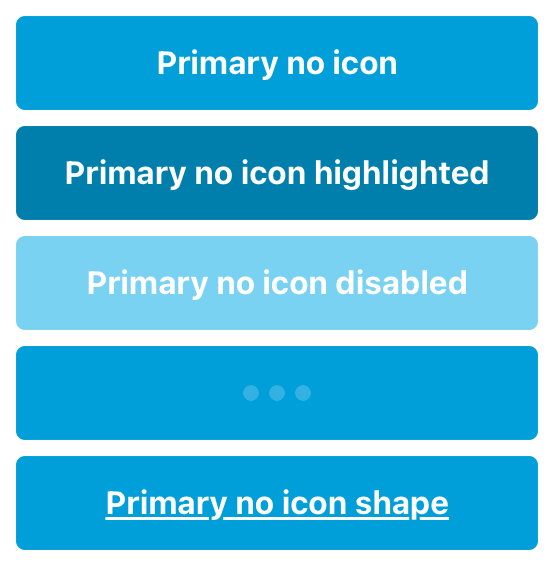 Primary no icon
Primary no icon highlighted
Primary no icon disabled
Primary no icon shape